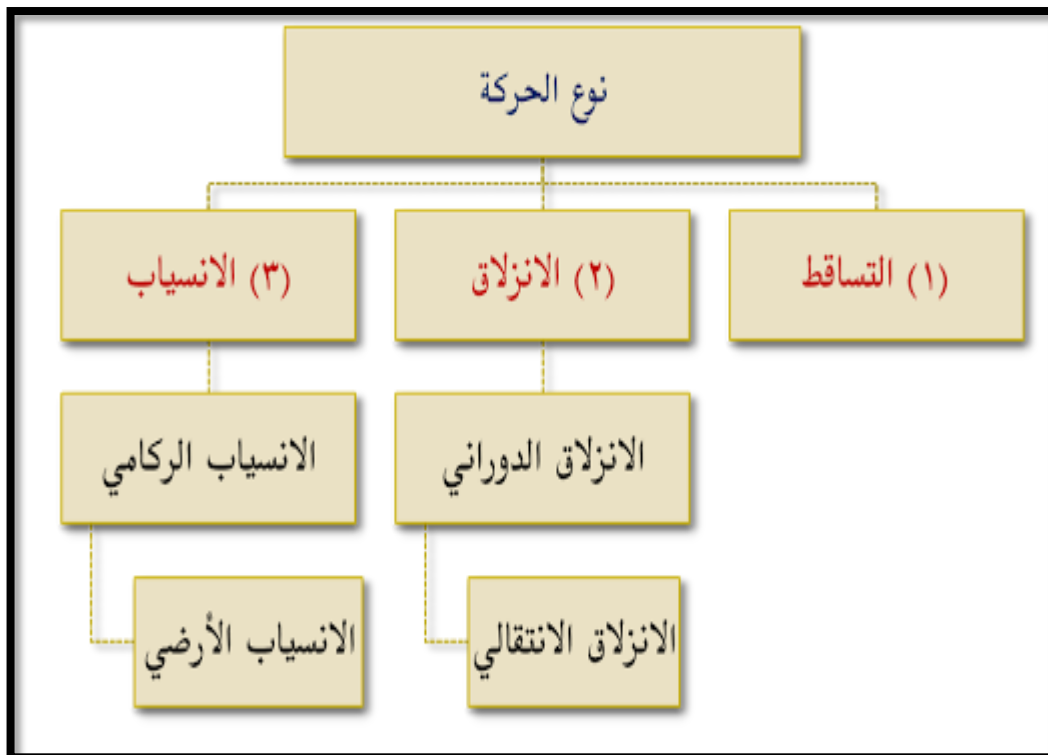 نوع الحركة
(١) التساقط
(٢) الانزلاق
(٣) الانسياب
الانزلاق الدوراني
الانسياب الركامي
الانزلاق الانتقالي
الانسياب الأرضي